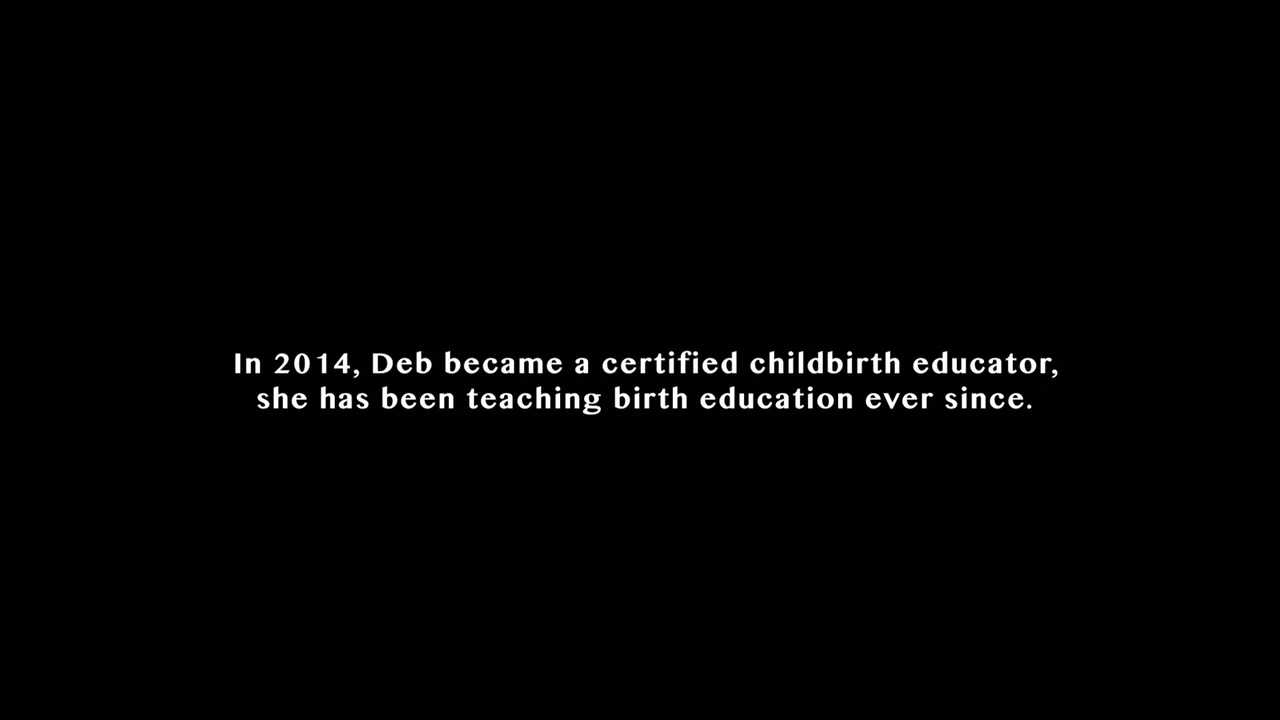 In 2014, Deb became a certified childbirth educator,
she has been teaching birth education ever since.